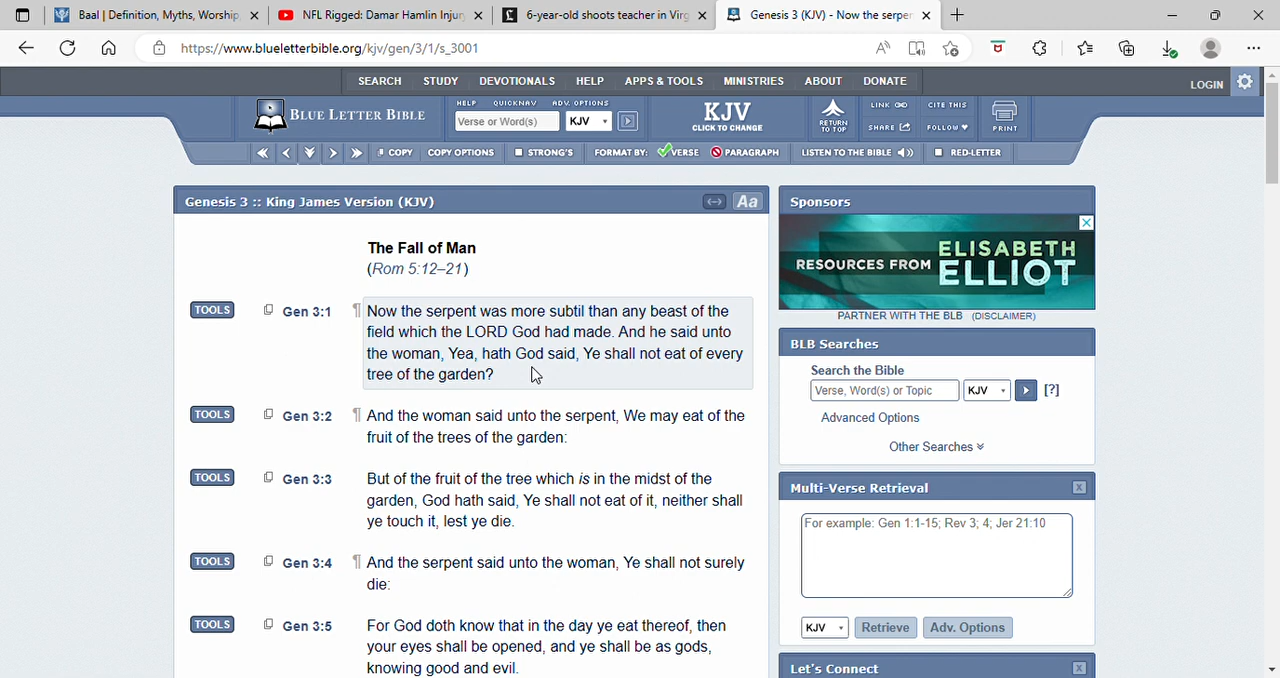 Baal | Definition, Myths, Worship,
NFL Rigged: Damar Hamlin Injury
6-year-old shoots teacher in Virg
Genesis 3 (KJV) - Now the serpen
https://www.blueletterbible.org/kjv/gen/3/1/s_3001
SEARCH STUDY DEVOTIONALS HELP APPS & TOOLS MINISTRIES ABOUT DONATE
LOGIN
BLUE LETTER BIBLE
HELP QUICKNAV ADV. OPTIONS
Verse or Word(s) KJV
KJV
CLICK TO CHANGE
RETURN
TO TOP
LINK CITE THIS
SHARE FOLLOW
PRINT
COPY COPY OPTIONS STRONG'S FORMAT BY: VERSE PARAGRAPH LISTEN TO THE BIBLE RED-LETTER
Genesis 3 :: King James Version (KJV) Aa
The Fall of Man
(Rom 5:12–21)
TOOLS Gen 3:1 ¶ Now the serpent was more subtil than any beast of the
field which the LORD God had made. And he said unto
the woman, Yea, hath God said, Ye shall not eat of every
tree of the garden?
TOOLS Gen 3:2 ¶ And the woman said unto the serpent, We may eat of the
fruit of the trees of the garden:
TOOLS Gen 3:3 But of the fruit of the tree which is in the midst of the
garden, God hath said, Ye shall not eat of it, neither shall
ye touch it, lest ye die.
TOOLS Gen 3:4 ¶ And the serpent said unto the woman, Ye shall not surely
die:
TOOLS Gen 3:5 For God doth know that in the day ye eat thereof, then
your eyes shall be opened, and ye shall be as gods,
knowing good and evil.
Sponsors
RESOURCES FROM ELISABETH
ELLIOT
PARTNER WITH THE BLB (DISCLAIMER)
BLB Searches
Search the Bible
Verse, Word(s) or Topic KJV [?]
Advanced Options
Other Searches
Multi-Verse Retrieval X
For example: Gen 1:1-15; Rev 3; 4; Jer 21:10
KJV Retrieve Adv. Options
Let's Connect X